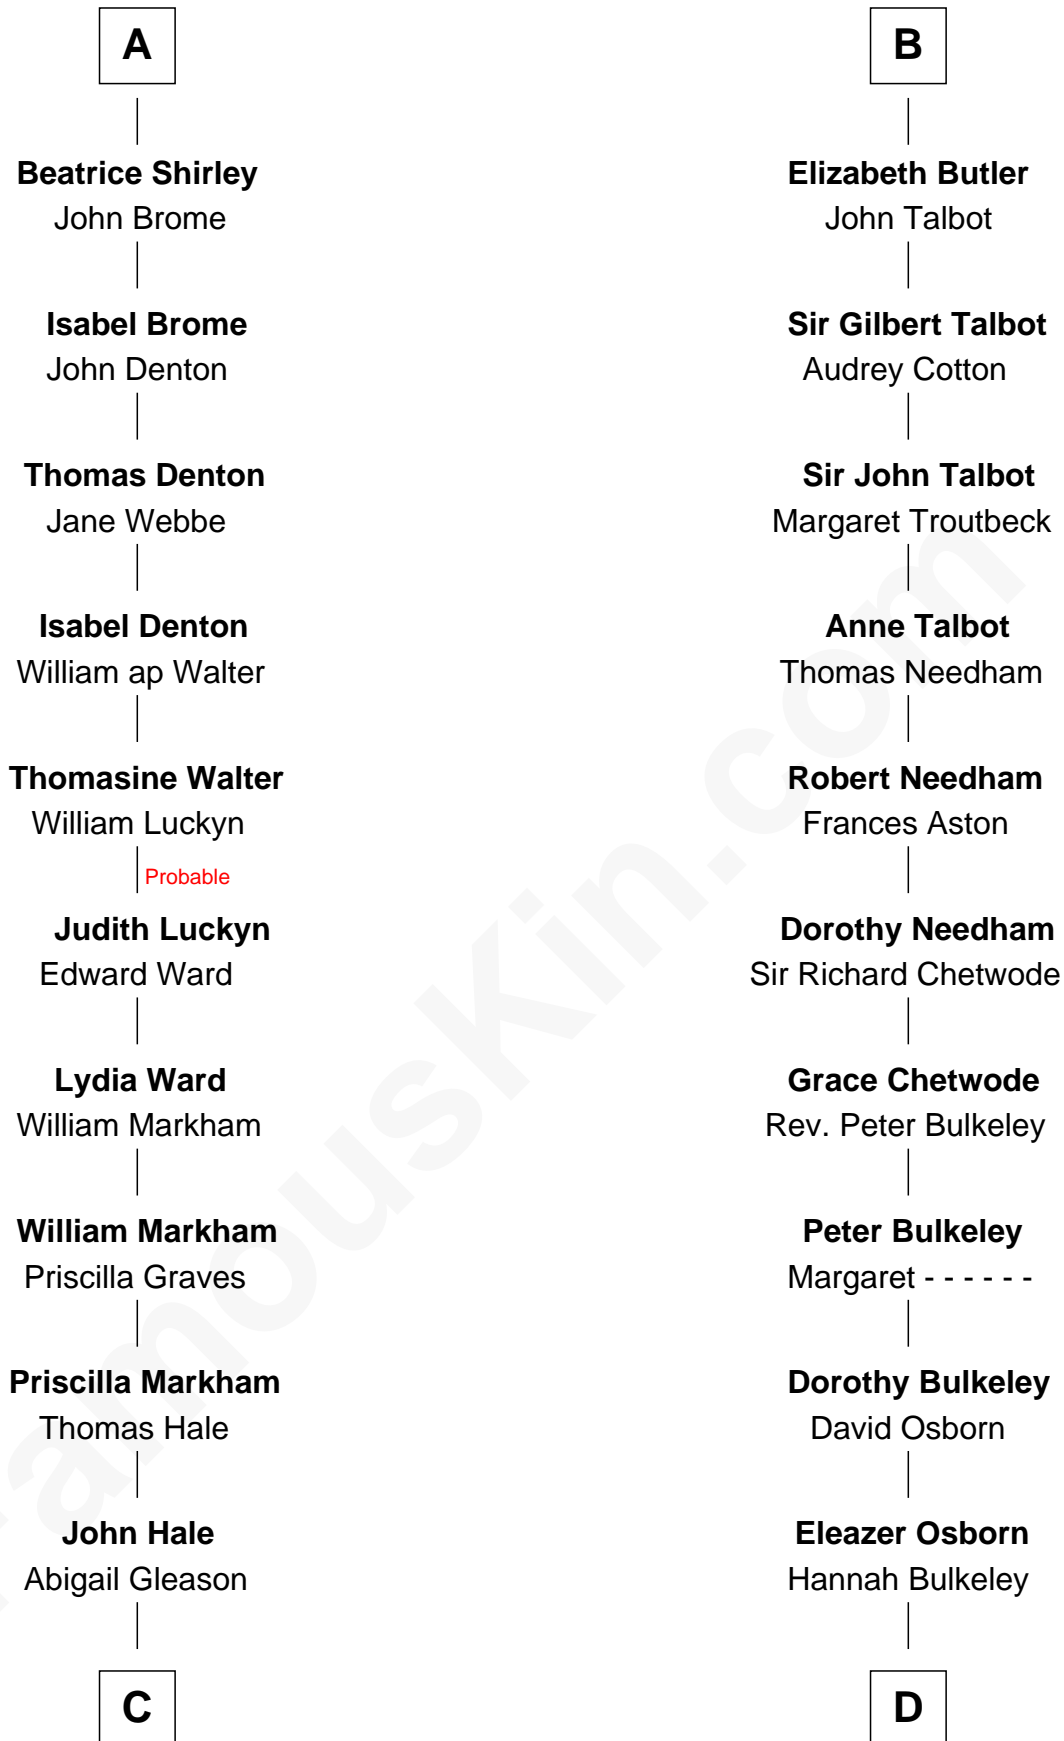 A
Beatrice Shirley
John Brome
Isabel Brome
John Denton
Thomas Denton
Jane Webbe
Isabel Denton
William ap Walter
Thomasine Walter
William Luckyn
Probable
Judith Luckyn
Edward Ward
Lydia Ward
William Markham
William Markham
Priscilla Graves
Priscilla Markham
Thomas Hale
John Hale
Abigail Gleason
C
B
Elizabeth Butler
John Talbot
Sir Gilbert Talbot
Audrey Cotton
Sir John Talbot
Margaret Troutbeck
Anne Talbot
Thomas Needham
Robert Needham
Frances Aston
Dorothy Needham
Sir Richard Chetwode
Grace Chetwode
Rev. Peter Bulkeley
Peter Bulkeley
Margaret - - - - - -
Dorothy Bulkeley
David Osborn
Eleazer Osborn
Hannah Bulkeley
D
FamousKin.com